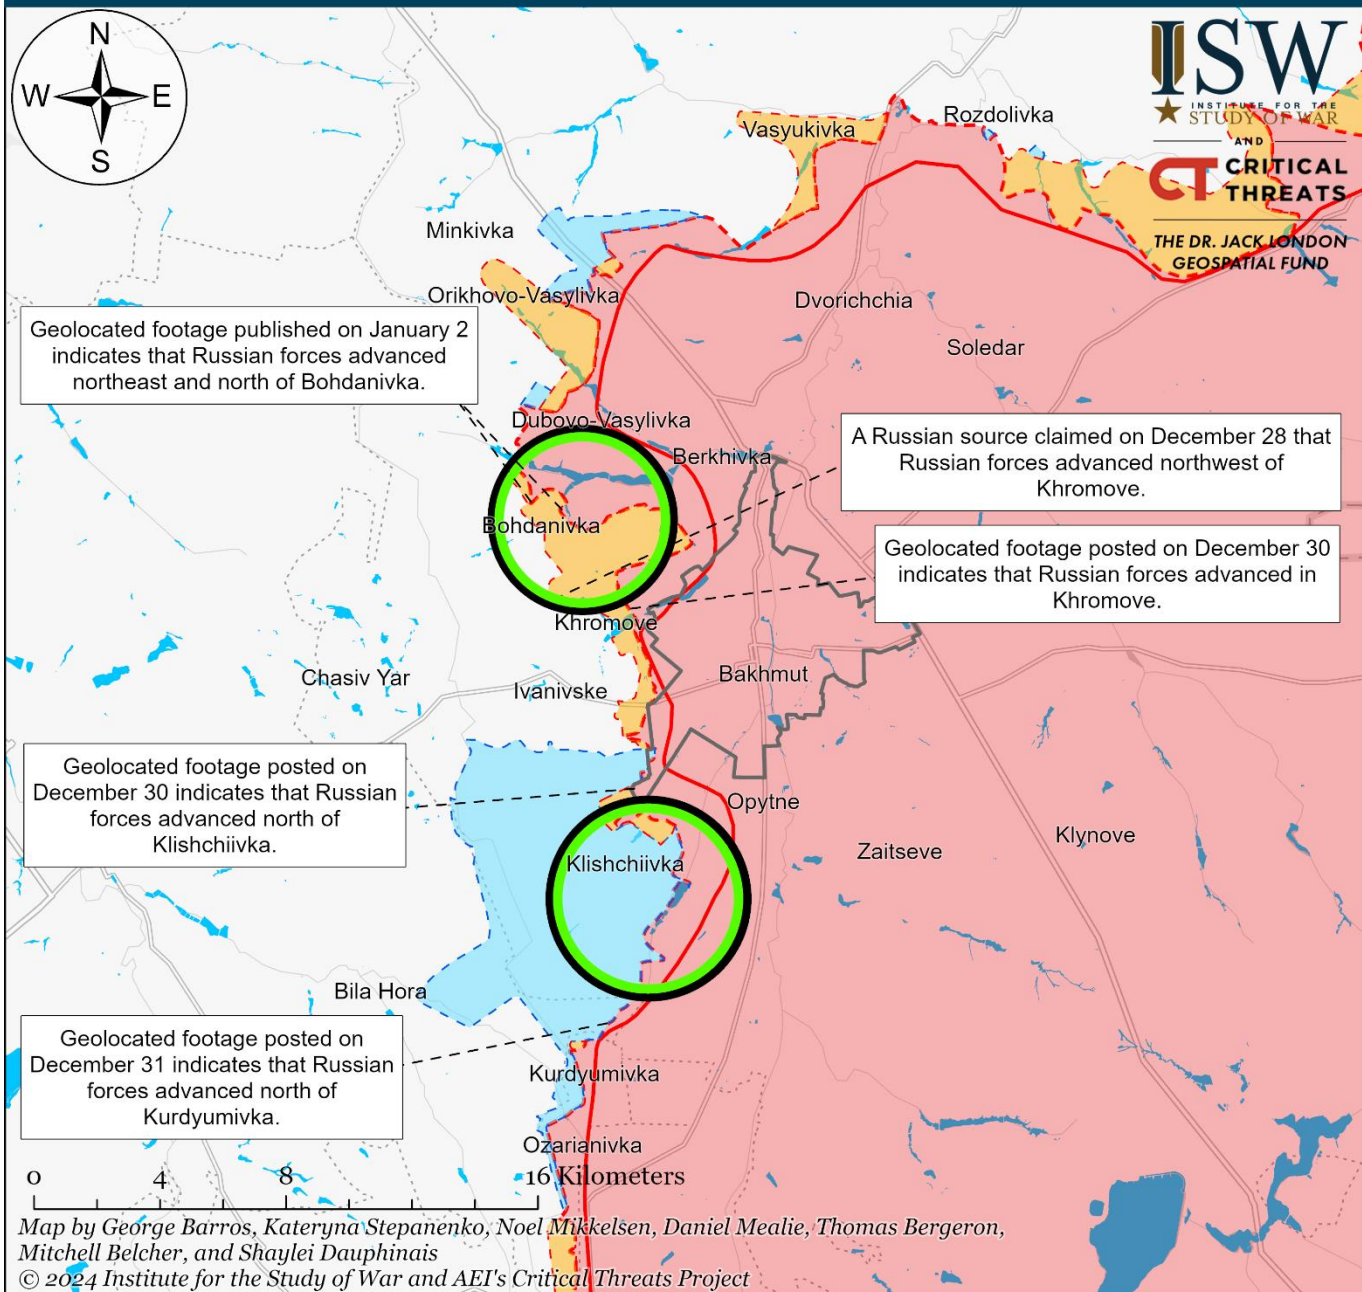 N
W E
S
ISW
INSTITUTE FOR THE
STUDY OF WAR
AND
CT CRITICAL
THREATS
THE DR. JACK LONDON
GEOSPATIAL FUND
Vasyukivka
Rozdolivka
Minkivka
Orikhovo-Vasylivka
Dvorichchia
Soledar
Geolocated footage published on January 2
indicates that Russian forces advanced
northeast and north of Bohdanivka.
Dubovo-Vasylivka
Berkhivka
A Russian source claimed on December 28 that
Russian forces advanced northwest of
Khromove.
Bohdanivka
Geolocated footage posted on December 30
indicates that Russian forces advanced in
Khromove.
Khromove
Chasiv Yar
Ivanivske
Bakhmut
Geolocated footage posted on
December 30 indicates that Russian
forces advanced north of
Klishchiivka.
Opytne
Klishchiivka
Zaitseve
Klynove
Bila Hora
Geolocated footage posted on
December 31 indicates that Russian
forces advanced north of
Kurdyumivka.
Kurdyumivka
Ozarianivka
0 4 8 16 Kilometers
Map by George Barros, Kateryna Stepanenko, Noel Mikkelsen, Daniel Mealie, Thomas Bergeron,
Mitchell Belcher, and Shaylei Dauphinais
© 2024 Institute for the Study of War and AEI's Critical Threats Project